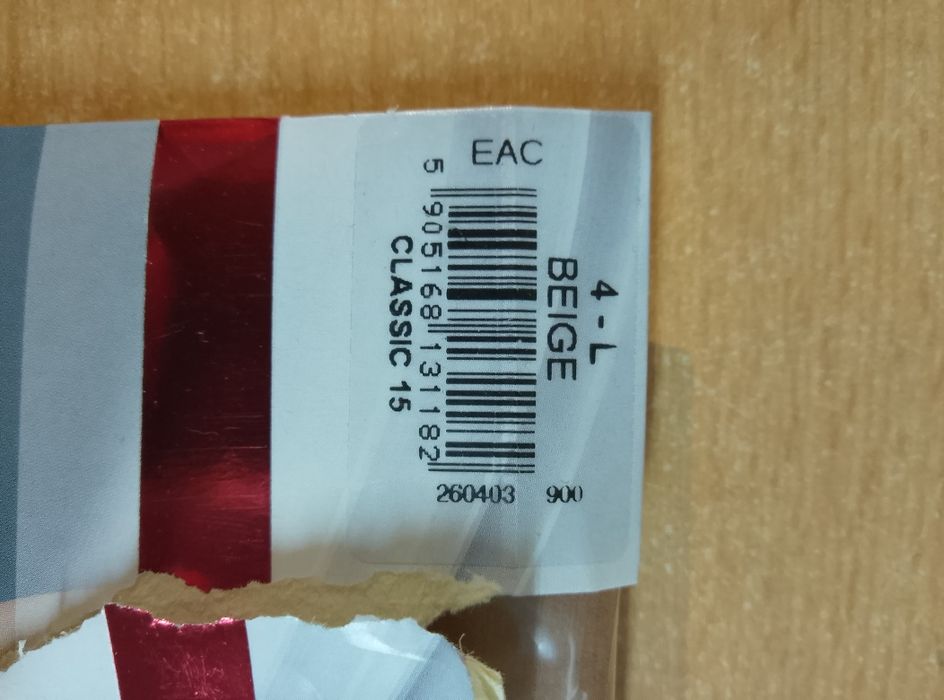 EAC
4 - L
BEIGE
5 905168 131182
CLASSIC 15
260403 900